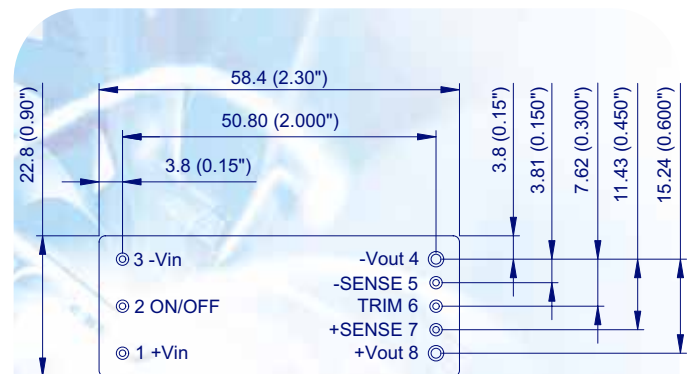 58.4 (2.30")
50.80 (2.000")
3.8 (0.15")
22.8 (0.90")
3.8 (0.15")
3.81 (0.150")
7.62 (0.300")
11.43 (0.450")
15.24 (0.600")
3 -Vin
-Vout 4
-SENSE 5
2 ON/OFF
TRIM 6
+SENSE 7
1 +Vin
+Vout 8